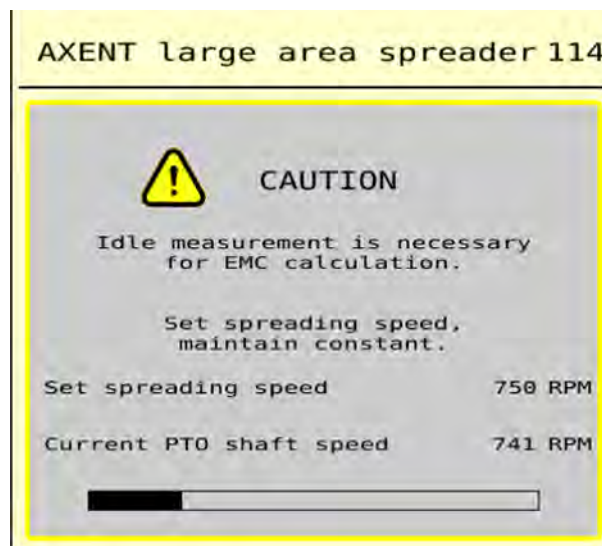 AXENT large area spreader 114
CAUTION
Idle measurement is necessary
for EMC calculation.
Set spreading speed,
maintain constant.
Set spreading speed 750 RPM
Current PTO shaft speed 741 RPM